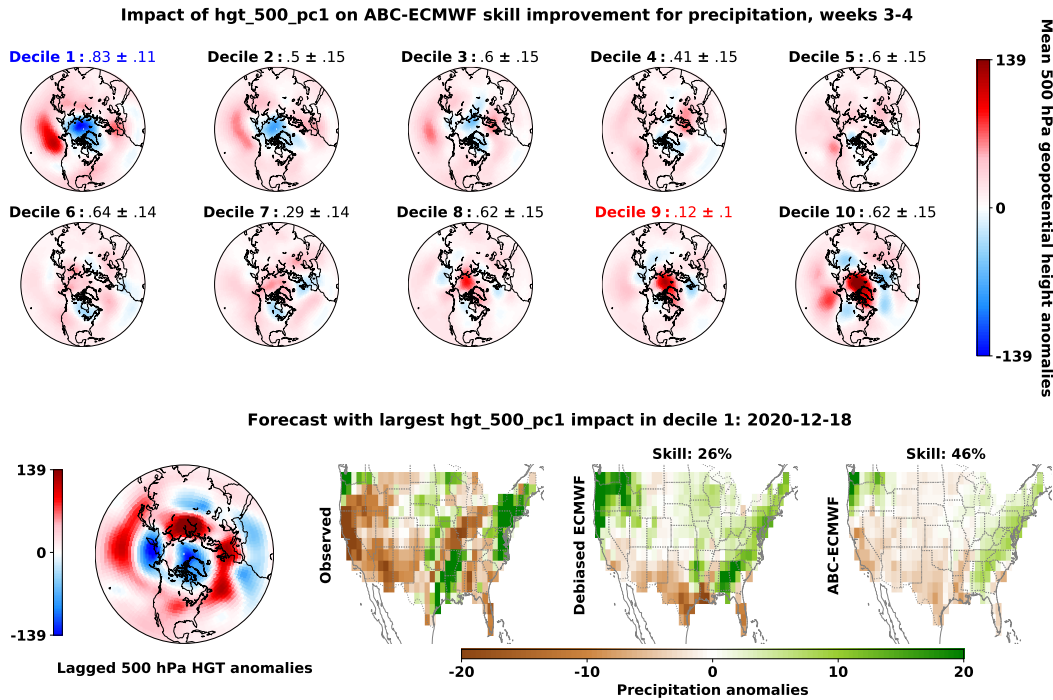 Impact of hgt_500_pc1 on ABC-ECMWF skill improvement for precipitation, weeks 3-4
Decile 1 : .83 ± .11
Decile 2 : .5 ± .15
Decile 3 : .6 ± .15
Decile 4 : .41 ± .15
Decile 5 : .6 ± .15
Decile 6 : .64 ± .14
Decile 7 : .29 ± .14
Decile 8 : .62 ± .15
Decile 9 : .12 ± .1
Decile 10 : .62 ± .15
139
0
-139
Mean 500 hPa geopotential height anomalies
Forecast with largest hgt_500_pc1 impact in decile 1: 2020-12-18
139
0
-139
Lagged 500 hPa HGT anomalies
Observed
Skill: 26%
Debiased ECMWF
Skill: 46%
ABC-ECMWF
-20
-10
0
10
20
Precipitation anomalies